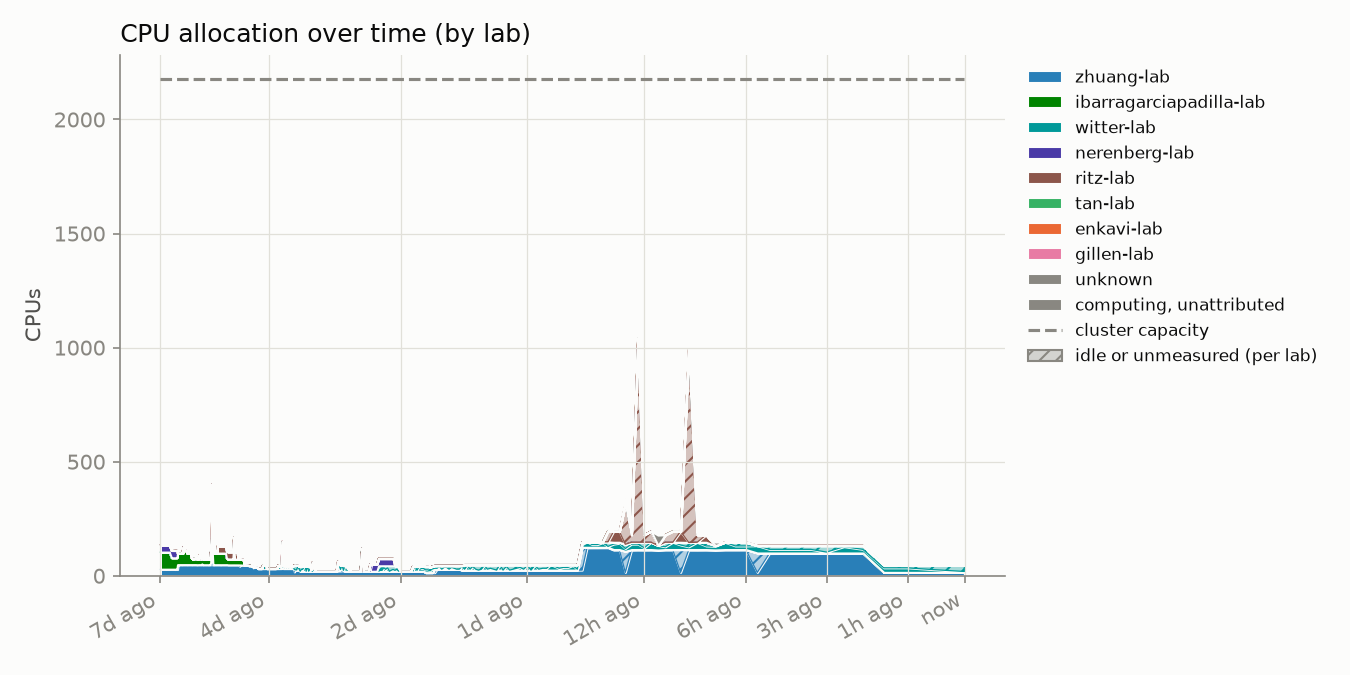 CPU allocation over time (by lab)
CPUs
2000
1500
1000
500
0
7d ago
4d ago
2d ago
1d ago
12h ago
6h ago
3h ago
1h ago
now
zhuang-lab
ibarragarciapadilla-lab
witter-lab
nerenberg-lab
ritz-lab
tan-lab
enkavi-lab
gillen-lab
unknown
computing, unattributed
cluster capacity
idle or unmeasured (per lab)